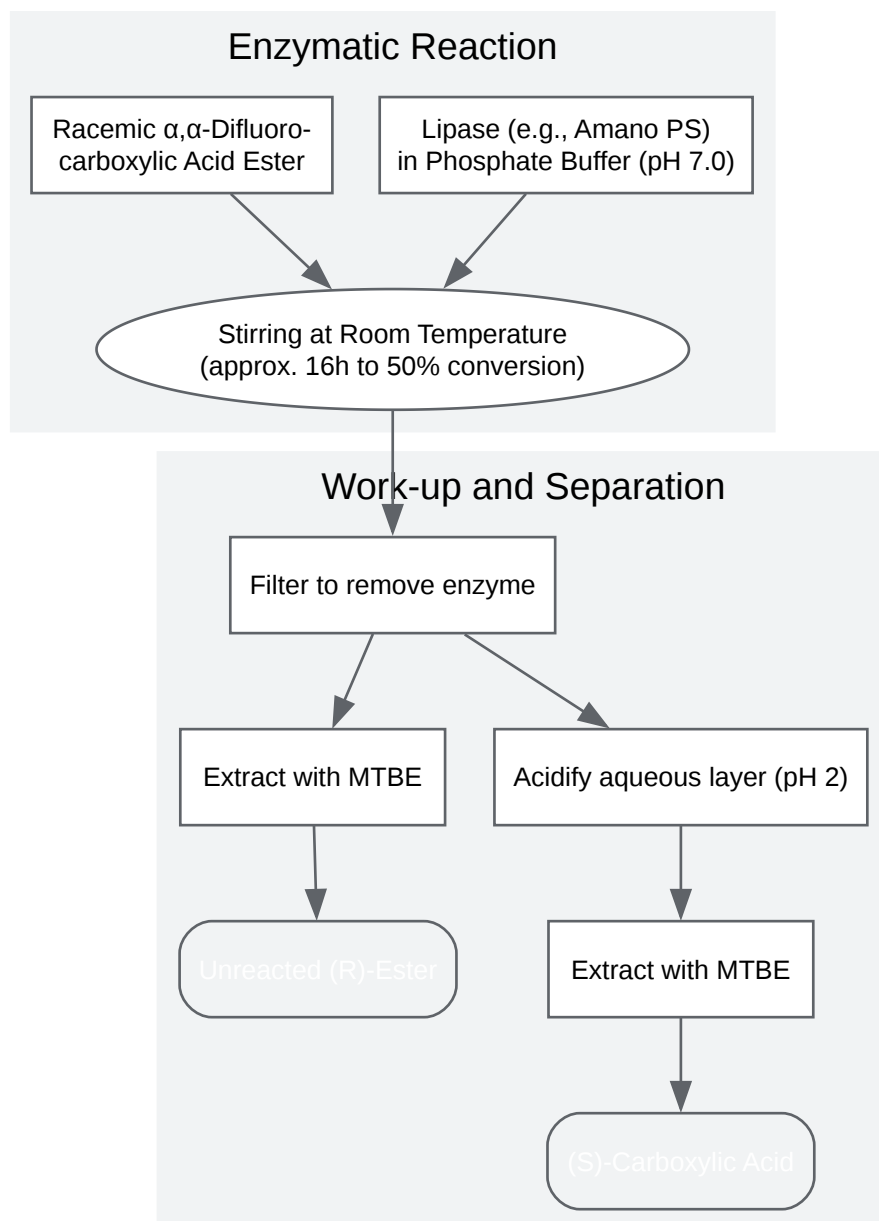 Enzymatic Reaction
Racemic α,α-Difluoro-
carboxylic Acid Ester
Lipase (e.g., Amano PS)
in Phosphate Buffer (pH 7.0)
Stirring at Room Temperature
(approx. 16h to 50% conversion)
Work-up and Separation
Filter to remove enzyme
Extract with MTBE
Acidify aqueous layer (pH 2)
Unreacted (R)-Ester
Extract with MTBE
(S)-Carboxylic Acid